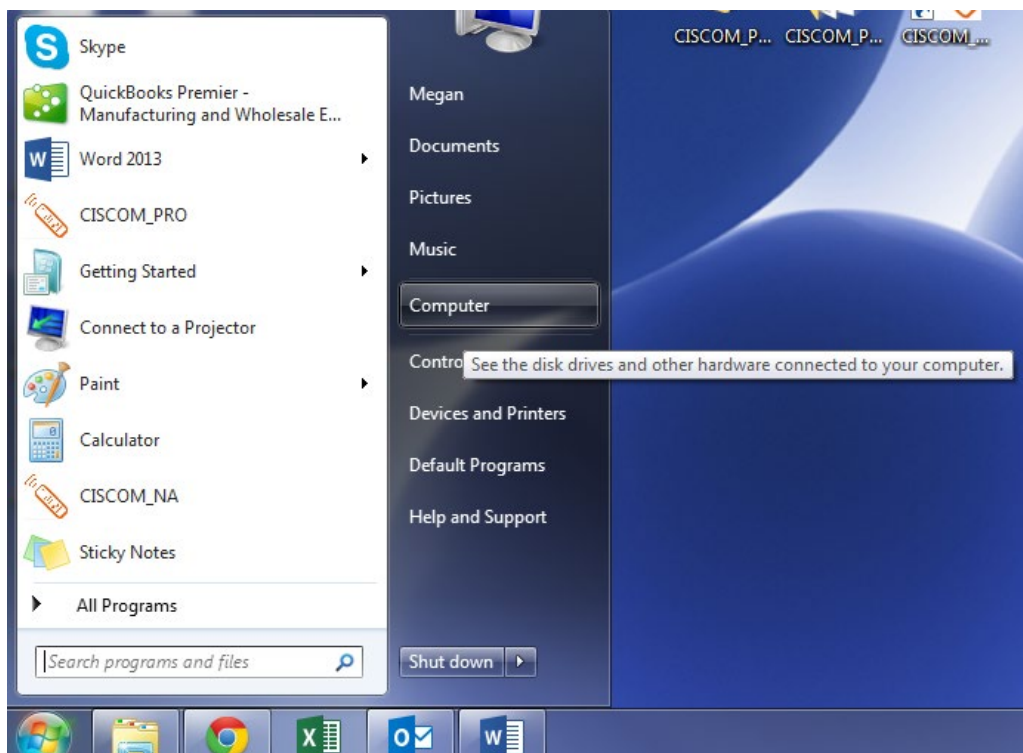 CISCOM_P... CISCOM_P... CISCOM_...
Skype
QuickBooks Premier -
Manufacturing and Wholesale E...
Word 2013
CISCOM_PRO
Getting Started
Connect to a Projector
Paint
Calculator
CISCOM_NA
Sticky Notes
All Programs
Search programs and files
Megan
Documents
Pictures
Music
Computer
Contro
See the disk drives and other hardware connected to your computer.
Devices and Printers
Default Programs
Help and Support
Shut down